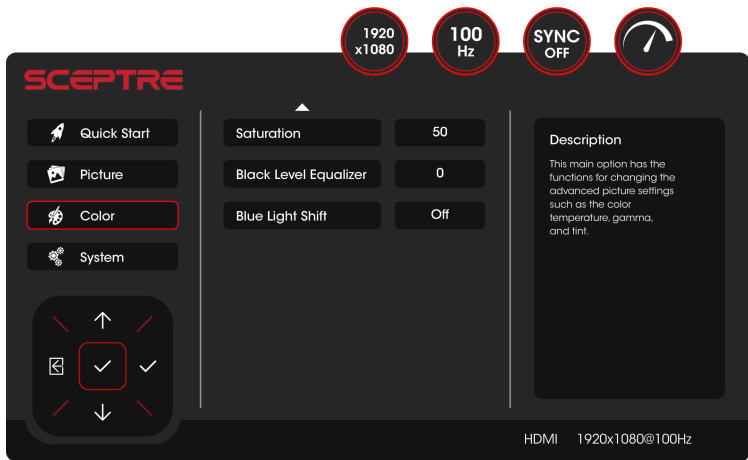 1920
x1080
100
Hz
SYNC
OFF
SCEPTRE
Quick Start
Picture
Color
System
Saturation 50
Black Level Equalizer 0
Blue Light Shift Off
Description
This main option has the
functions for changing the
advanced picture settings
such as the color
temperature, gamma,
and tint.
HDMI 1920x1080@100Hz